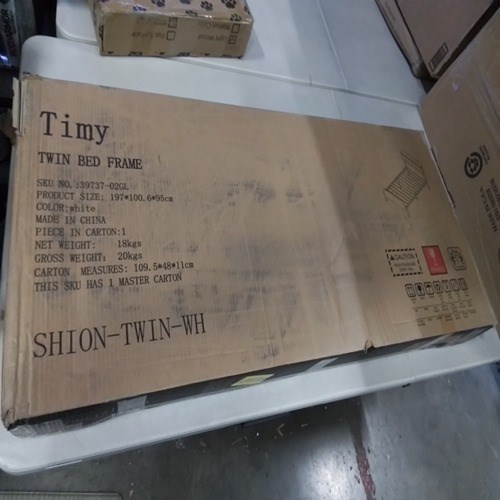 Timy
TWIN BED FRAME
SKU NO.:39737-02GL
PRODUCT SIZE: 197*100.6*95cm
COLOR:white
MADE IN CHINA
PIECE IN CARTON:1
NET WEIGHT: 18kgs
GROSS WEIGHT: 20kgs
CARTON MEASURES: 109.5*48*11cm
THIS SKU HAS 1 MASTER CARTON
SHION-TWIN-WH
CAUTION